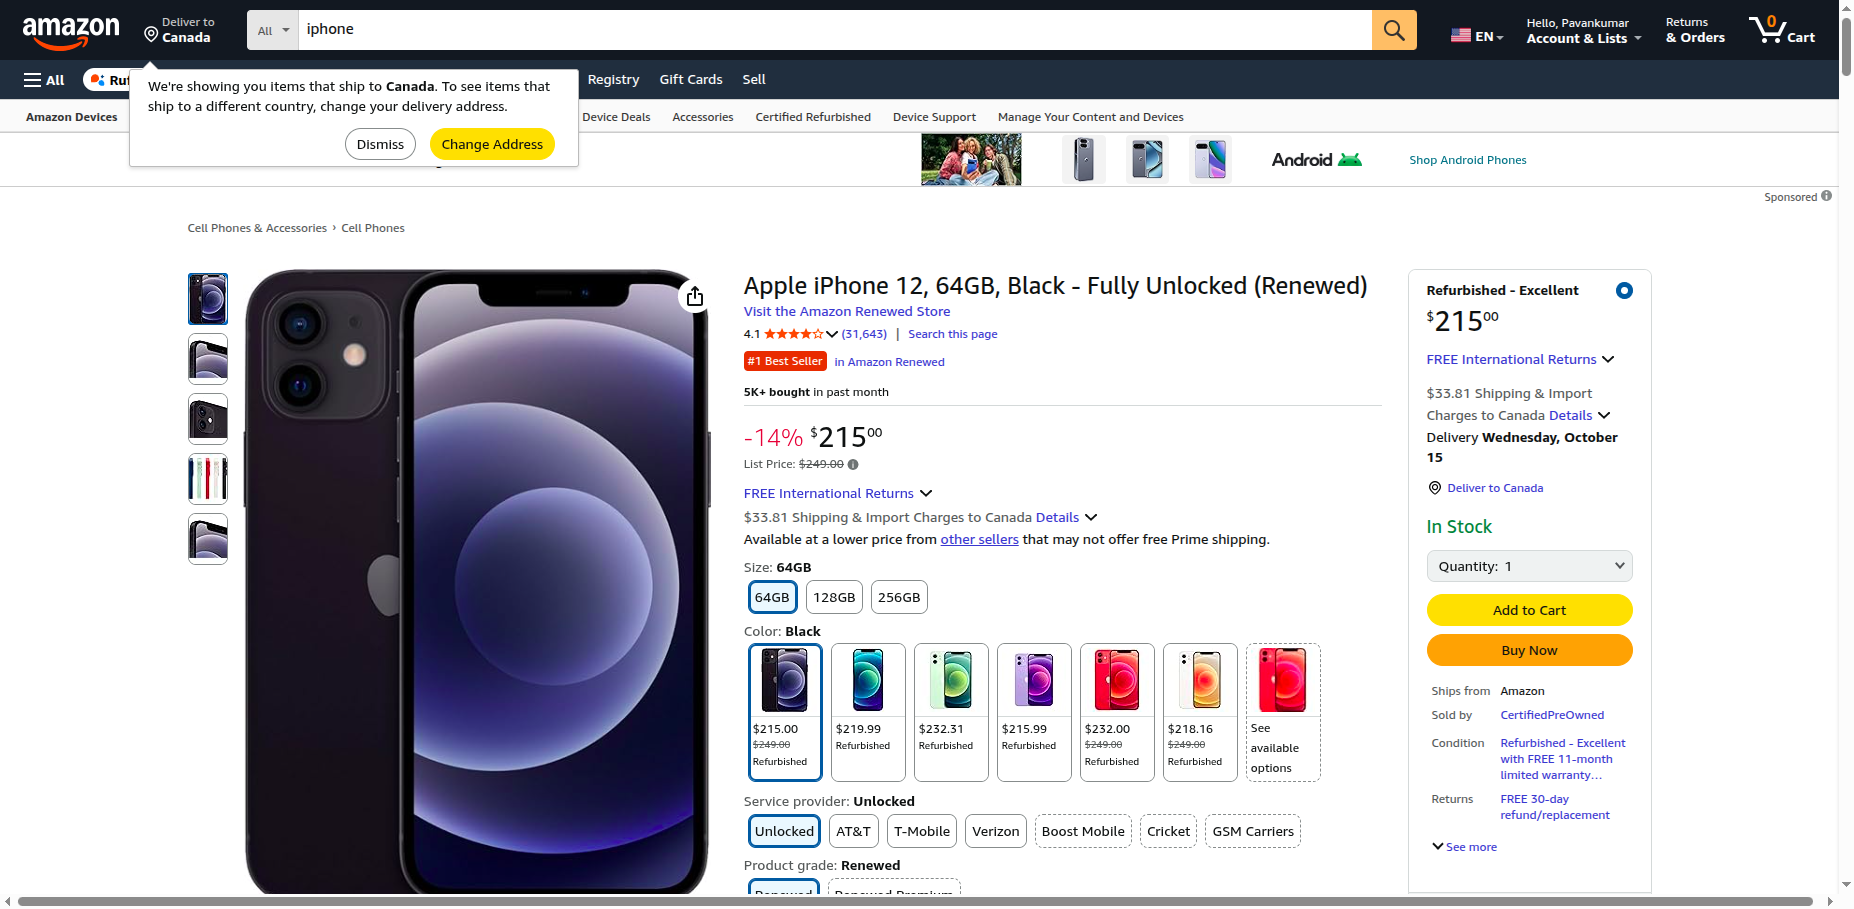 amazon
Deliver to
Canada
All
iphone
EN
Hello, Pavankumar
Account & Lists
Returns
& Orders
0
Cart
All
Ruf
Registry
Gift Cards
Sell
We're showing you items that ship to Canada. To see items that
ship to a different country, change your delivery address.
Dismiss
Change Address
Amazon Devices
Device Deals
Accessories
Certified Refurbished
Device Support
Manage Your Content and Devices
Android
Shop Android Phones
Sponsored
Cell Phones & Accessories › Cell Phones
Apple iPhone 12, 64GB, Black - Fully Unlocked (Renewed)
Visit the Amazon Renewed Store
4.1 (31,643) | Search this page
#1 Best Seller in Amazon Renewed
5K+ bought in past month
-14% $21500
List Price: $249.00
FREE International Returns
$33.81 Shipping & Import Charges to Canada Details
Available at a lower price from other sellers that may not offer free Prime shipping.
Size: 64GB
64GB
128GB
256GB
Color: Black
$215.00
$249.00
Refurbished
$219.99
Refurbished
$232.31
Refurbished
$215.99
Refurbished
$232.00
$249.00
Refurbished
$218.16
$249.00
Refurbished
See
available
options
Service provider: Unlocked
Unlocked
AT&T
T-Mobile
Verizon
Boost Mobile
Cricket
GSM Carriers
Product grade: Renewed
Renewed
Renewed Premium
Refurbished - Excellent
$21500
FREE International Returns
$33.81 Shipping & Import
Charges to Canada Details
Delivery Wednesday, October
15
Deliver to Canada
In Stock
Quantity: 1
Add to Cart
Buy Now
Ships from Amazon
Sold by CertifiedPreOwned
Condition Refurbished - Excellent
with FREE 11-month
limited warranty…
Returns FREE 30-day
refund/replacement
See more